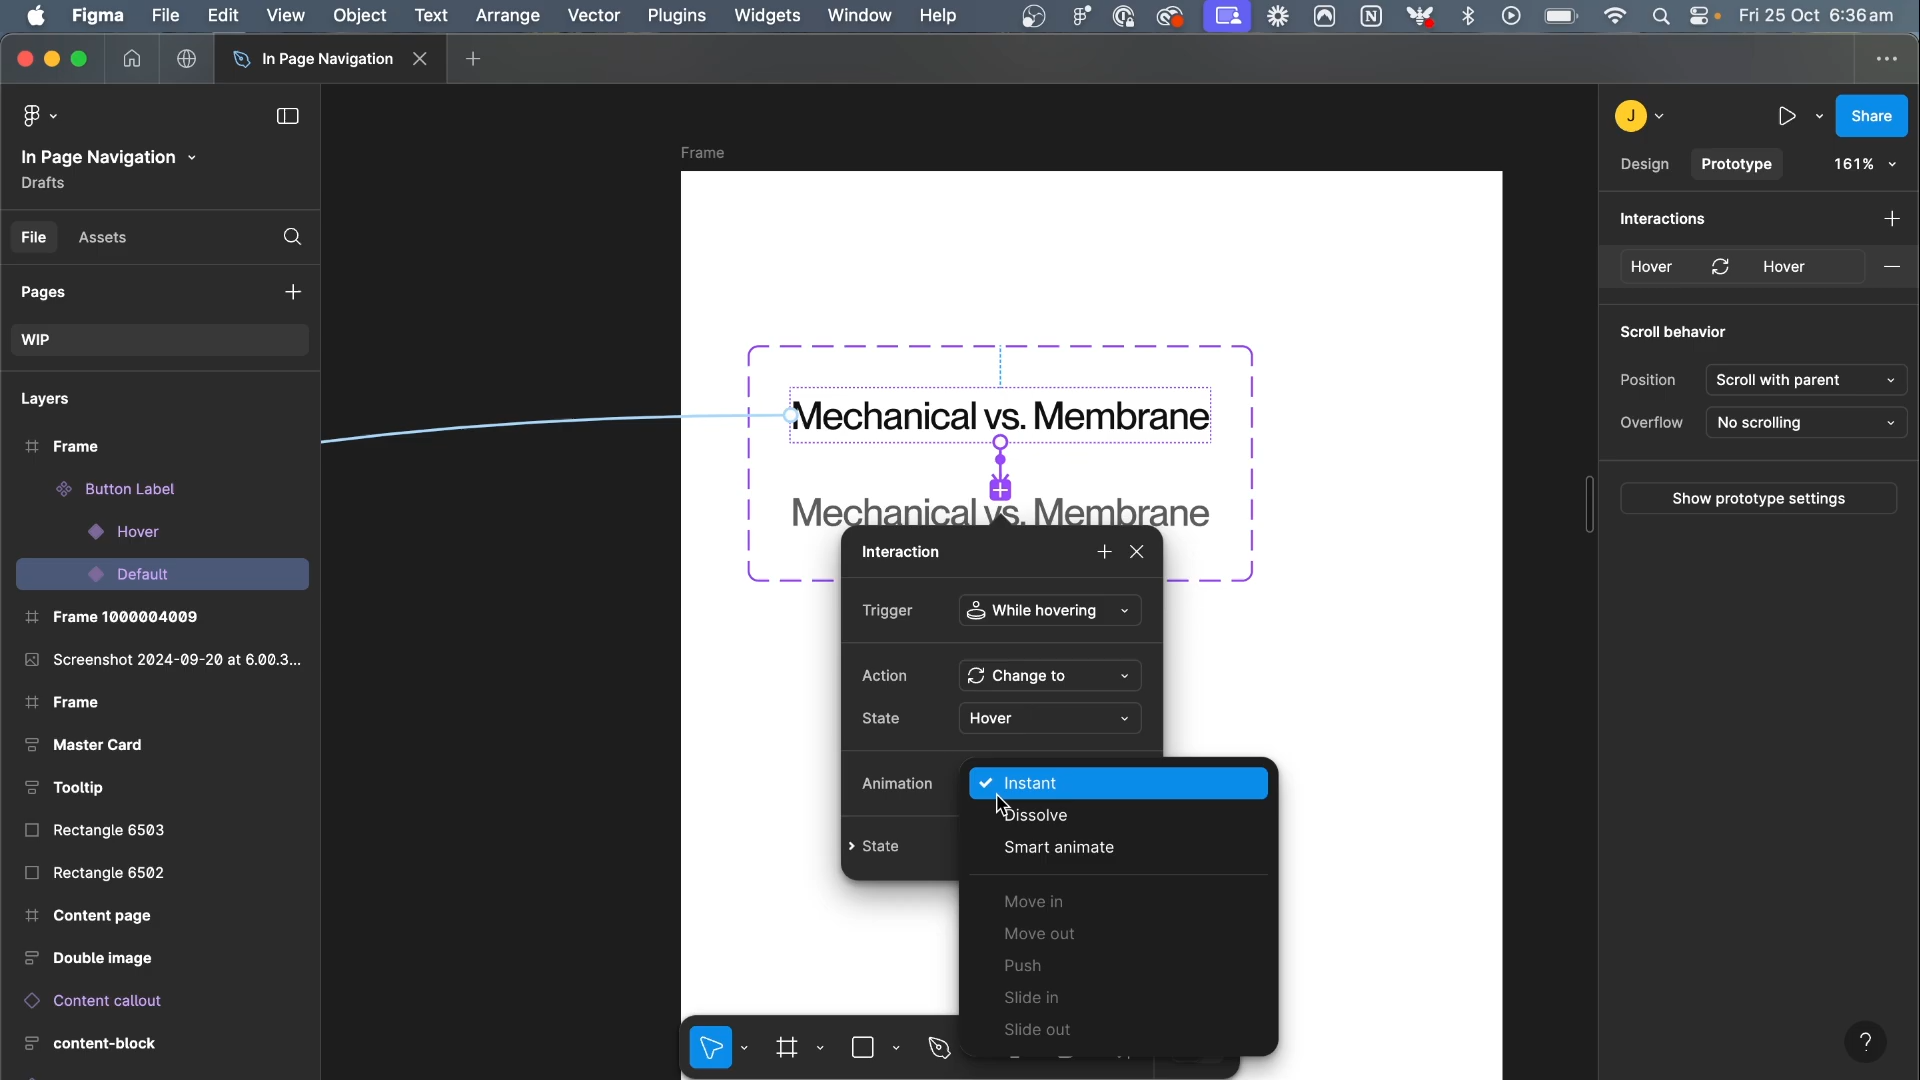 Figma File Edit View Object Text Arrange Vector Plugins Widgets Window Help Fri 25 Oct 6:36 am
In Page Navigation
In Page Navigation
Drafts
File Assets
Pages
WIP
Layers
Frame
Button Label
Hover
Default
Frame 1000004009
Screenshot 2024-09-20 at 6.00.3...
Frame
Master Card
Tooltip
Rectangle 6503
Rectangle 6502
Content page
Double image
Content callout
content-block
Frame
Mechanical vs. Membrane
Mechanical vs. Membrane
Interaction
Trigger While hovering
Action Change to
State Hover
Animation
State
Instant
Dissolve
Smart animate
Move in
Move out
Push
Slide in
Slide out
J
Share
Design Prototype 161%
Interactions
Hover Hover
Scroll behavior
Position Scroll with parent
Overflow No scrolling
Show prototype settings
?